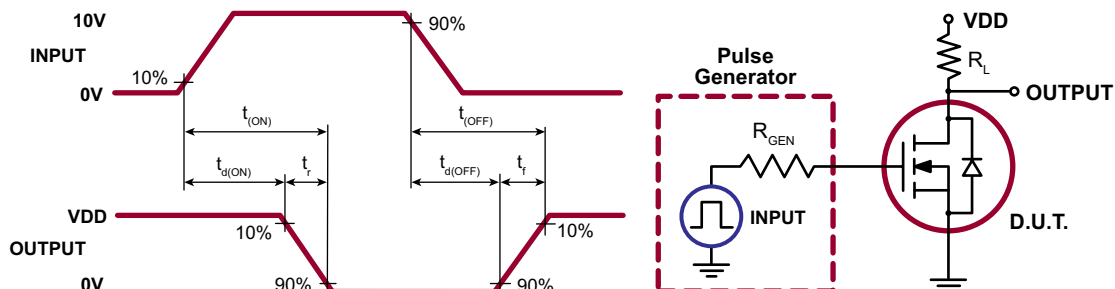 10V
INPUT
0V
10%
90%
t(ON)
t(OFF)
td(ON)
tr
td(OFF)
tf
VDD
OUTPUT
0V
10%
90%
90%
10%
Pulse
Generator
RGEN
INPUT
VDD
RL
OUTPUT
D.U.T.